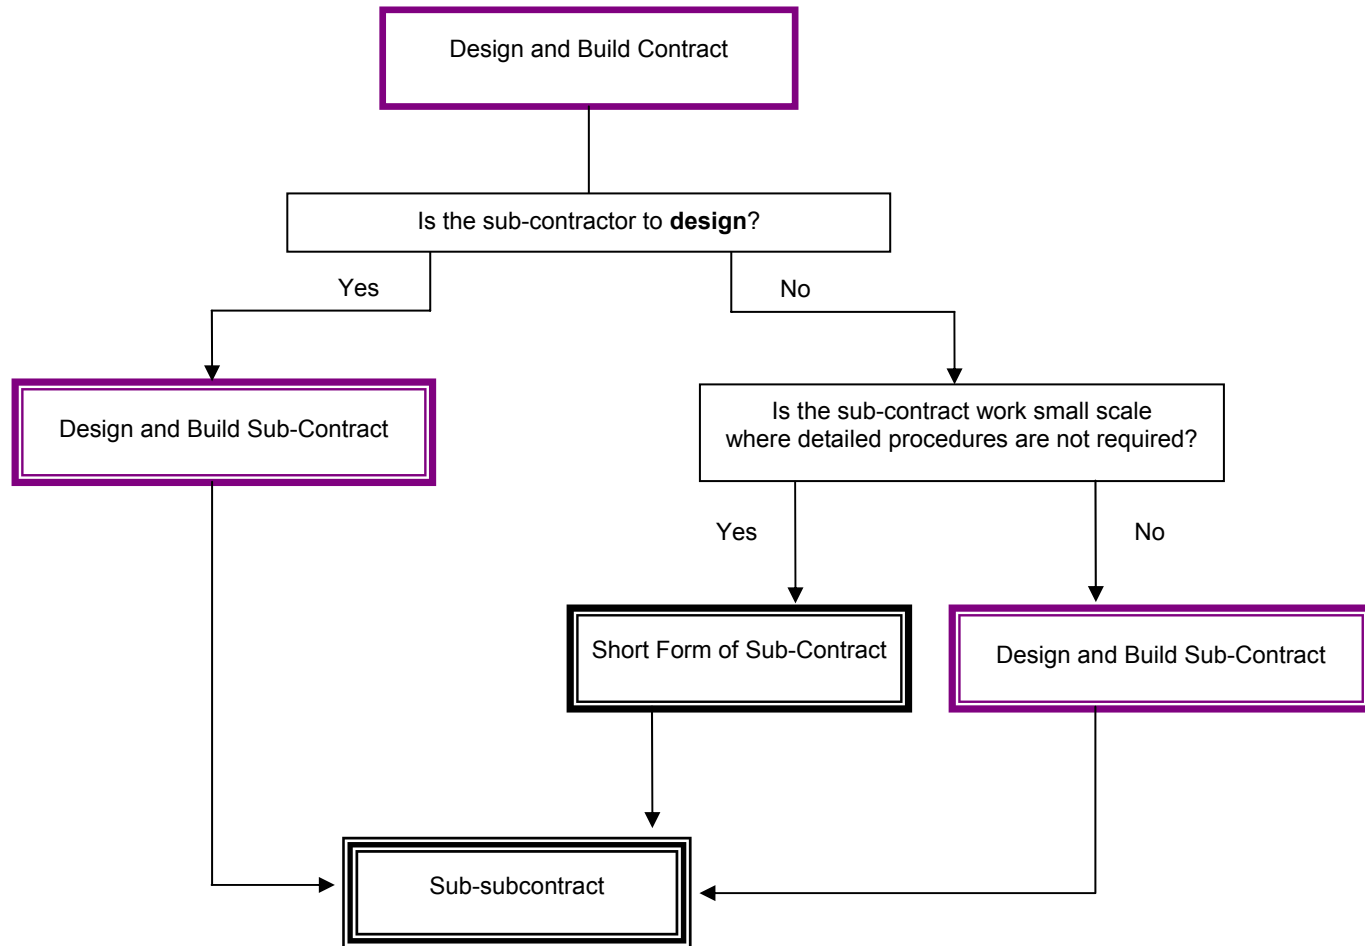 Design and Build Contract
Is the sub-contractor to design?
Yes
No
Design and Build Sub-Contract
Is the sub-contract work small scale
where detailed procedures are not required?
Yes
No
Short Form of Sub-Contract
Design and Build Sub-Contract
Sub-subcontract